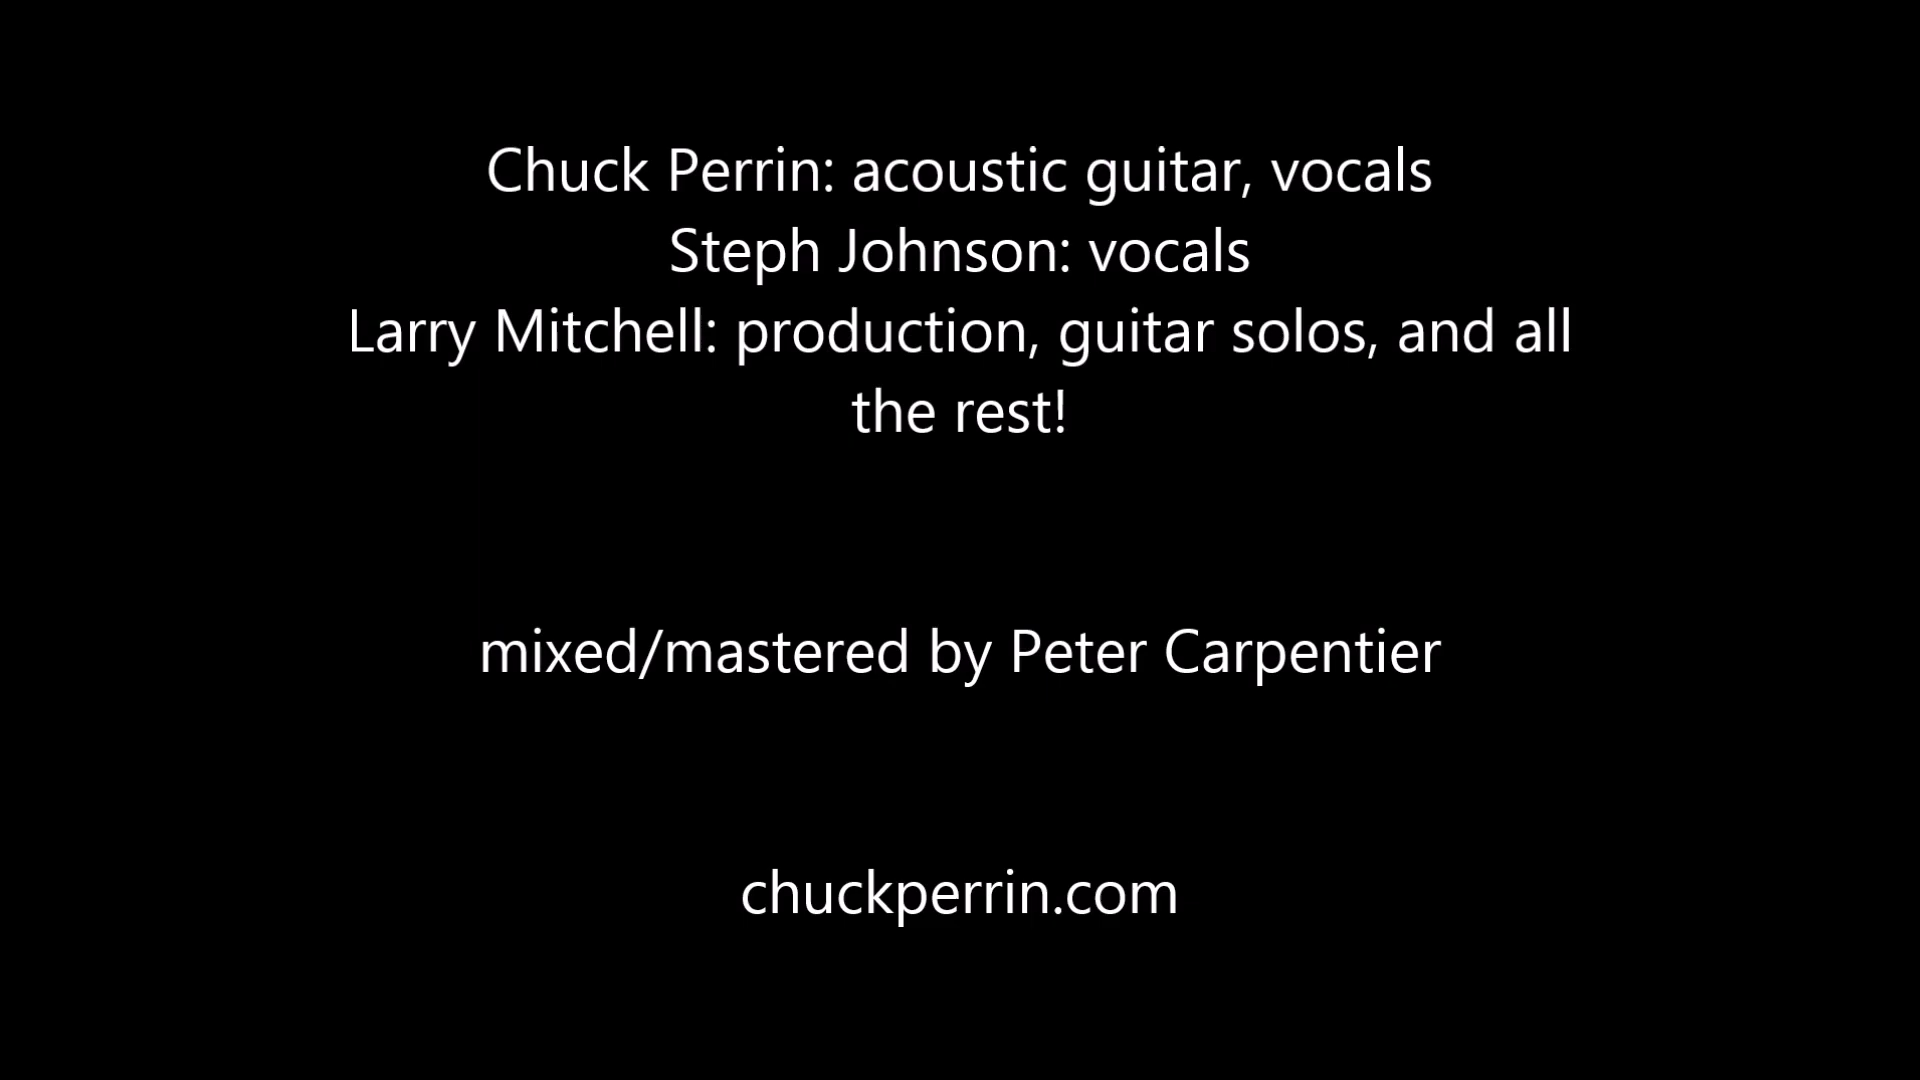 Chuck Perrin: acoustic guitar, vocals
Steph Johnson: vocals
Larry Mitchell: production, guitar solos, and all
the rest!
mixed/mastered by Peter Carpentier
chuckperrin.com